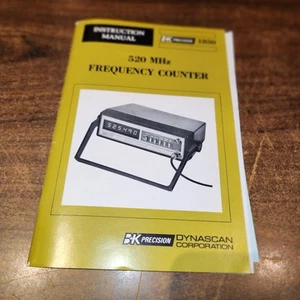 INSTRUCTION
MANUAL
BK PRECISION 1850
520 MHz
FREQUENCY COUNTER
BK PRECISION DYNASCAN
CORPORATION